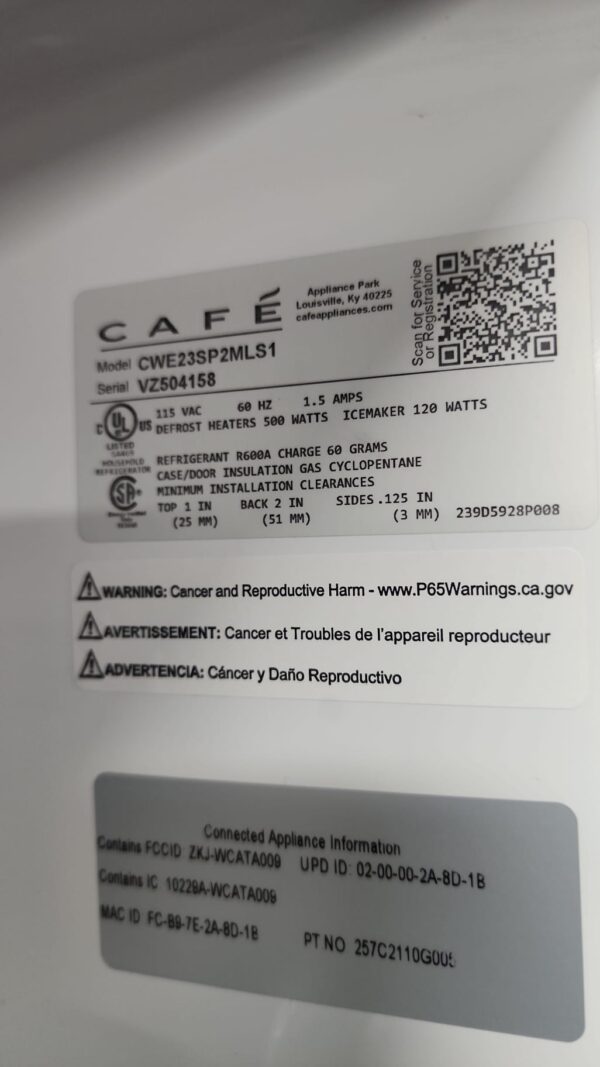 CAFÉ
Appliance Park
Louisville, Ky 40225
cafeappliances.com
Scan for Service
or Registration
Model CWE23SP2MLS1
Serial VZ504158
C UL US
LISTED
HOUSEHOLD
REFRIGERATOR
115 VAC 60 HZ 1.5 AMPS
DEFROST HEATERS 500 WATTS ICEMAKER 120 WATTS
REFRIGERANT R600A CHARGE 60 GRAMS
CASE/DOOR INSULATION GAS CYCLOPENTANE
MINIMUM INSTALLATION CLEARANCES
TOP 1 IN BACK 2 IN SIDES .125 IN
(25 MM) (51 MM) (3 MM) 239D5928P008
WARNING: Cancer and Reproductive Harm - www.P65Warnings.ca.gov
AVERTISSEMENT: Cancer et Troubles de l'appareil reproducteur
ADVERTENCIA: Cáncer y Daño Reproductivo
Connected Appliance Information
Contains FCCID: ZKJ-WCATA009 UPD ID: 02-00-00-2A-8D-1B
Contains IC 10229A-WCATA009
MAC ID FC-B9-7E-2A-8D-1B PT NO 257C2110G005